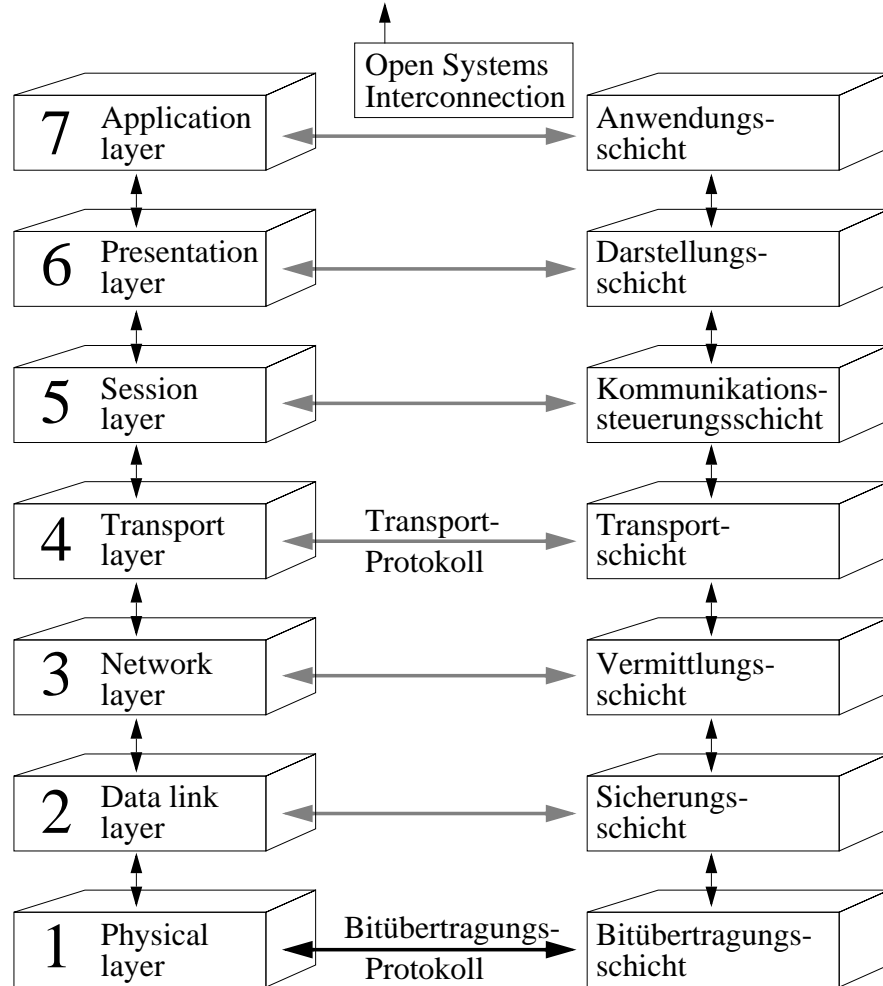 Open Systems
Interconnection
7 Application
layer
Anwendungs-
schicht
6 Presentation
layer
Darstellungs-
schicht
5 Session
layer
Kommunikations-
steuerungsschicht
4 Transport
layer
Transport-
Protokoll
Transport-
schicht
3 Network
layer
Vermittlungs-
schicht
2 Data link
layer
Sicherungs-
schicht
1 Physical
layer
Bitübertragungs-
Protokoll
Bitübertragungs-
schicht